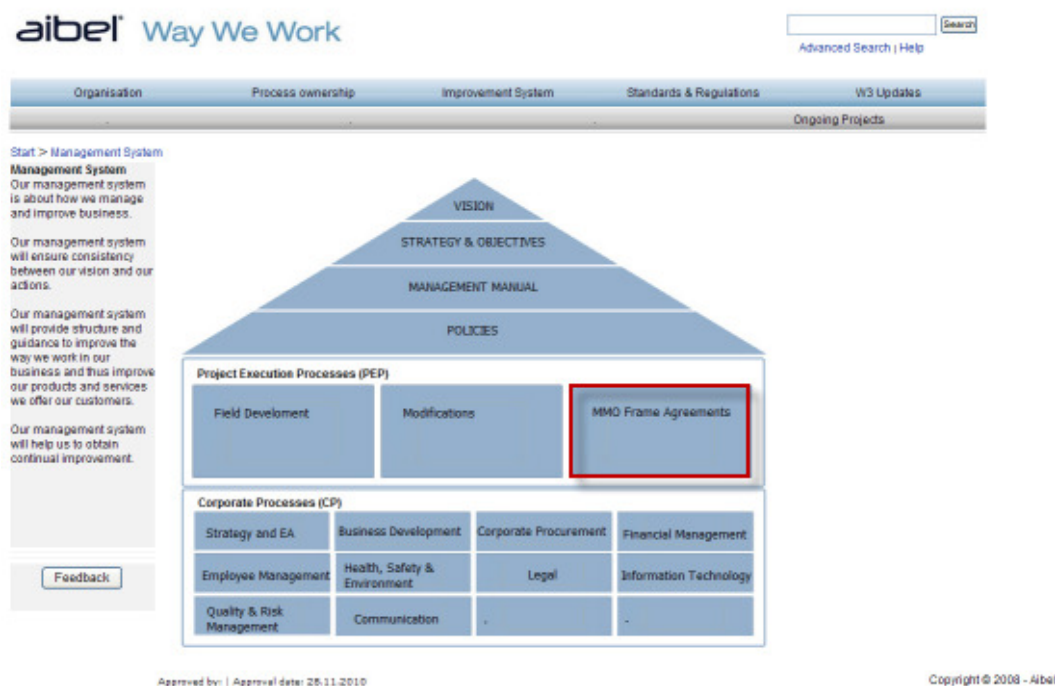 aibel Way We Work
Search
Advanced Search | Help
Organisation Process ownership Improvement System Standards & Regulations W3 Updates
Ongoing Projects
Start > Management System
Management System
Our management system
is about how we manage
and improve business.
Our management system
will ensure consistency
between our vision and our
actions.
Our management system
will provide structure and
guidance to improve the
way we work in our
business and thus improve
our products and services
we offer our customers.
Our management system
will help us to obtain
continual improvement.
Feedback
VISION
STRATEGY & OBJECTIVES
MANAGEMENT MANUAL
POLICIES
Project Execution Processes (PEP)
Field Develoment Modifications MMO Frame Agreements
Corporate Processes (CP)
Strategy and EA Business Development Corporate Procurement Financial Management
Employee Management Health, Safety &
Environment Legal Information Technology
Quality & Risk
Management Communication . .
Approved by: | Approval date: 28.11.2010
Copyright © 2008 - Aibel